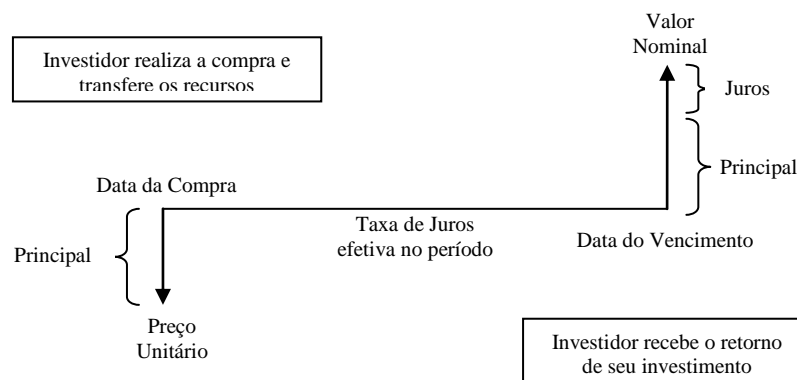 Valor
Nominal
Investidor realiza a compra e
transfere os recursos
Juros
Principal
Data da Compra
Taxa de Juros
efetiva no período
Data do Vencimento
Principal
Preço
Unitário
Investidor recebe o retorno
de seu investimento